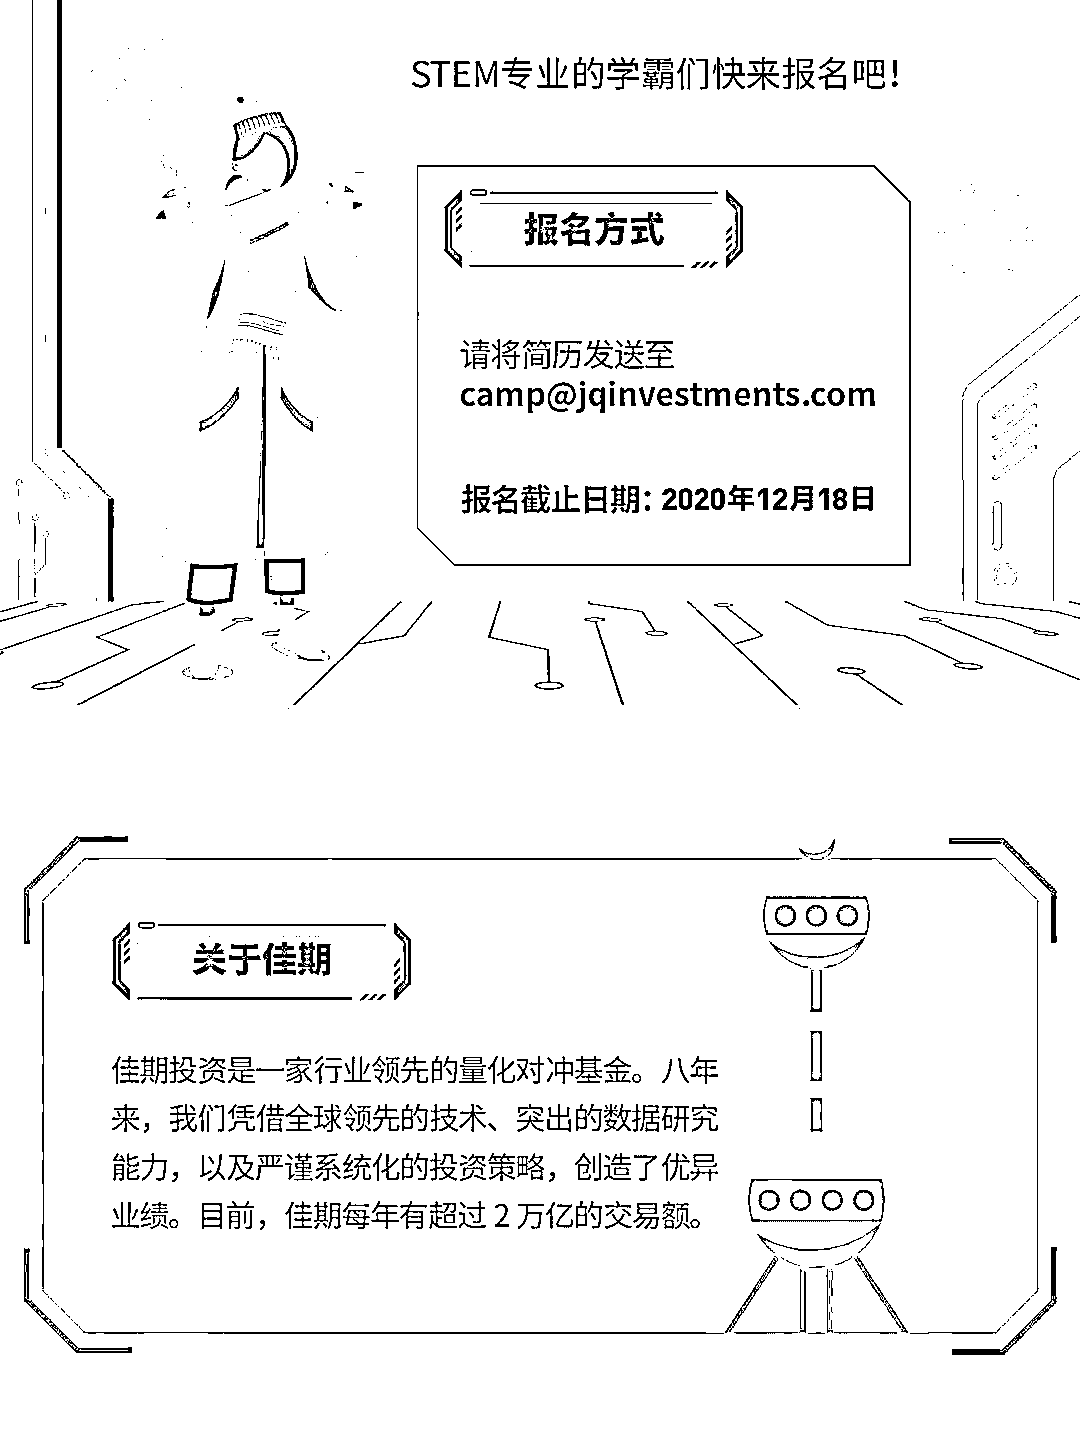 STEM专业的学霸们快来报名吧!
报名方式
请将简历发送至
camp@jqinvestments.com
报名截止日期: 2020年12月18日
关于佳期
佳期投资是一家行业领先的量化对冲基金。八年
来，我们凭借全球领先的技术、突出的数据研究
能力，以及严谨系统化的投资策略，创造了优异
业绩。目前，佳期每年有超过 2 万亿的交易额。